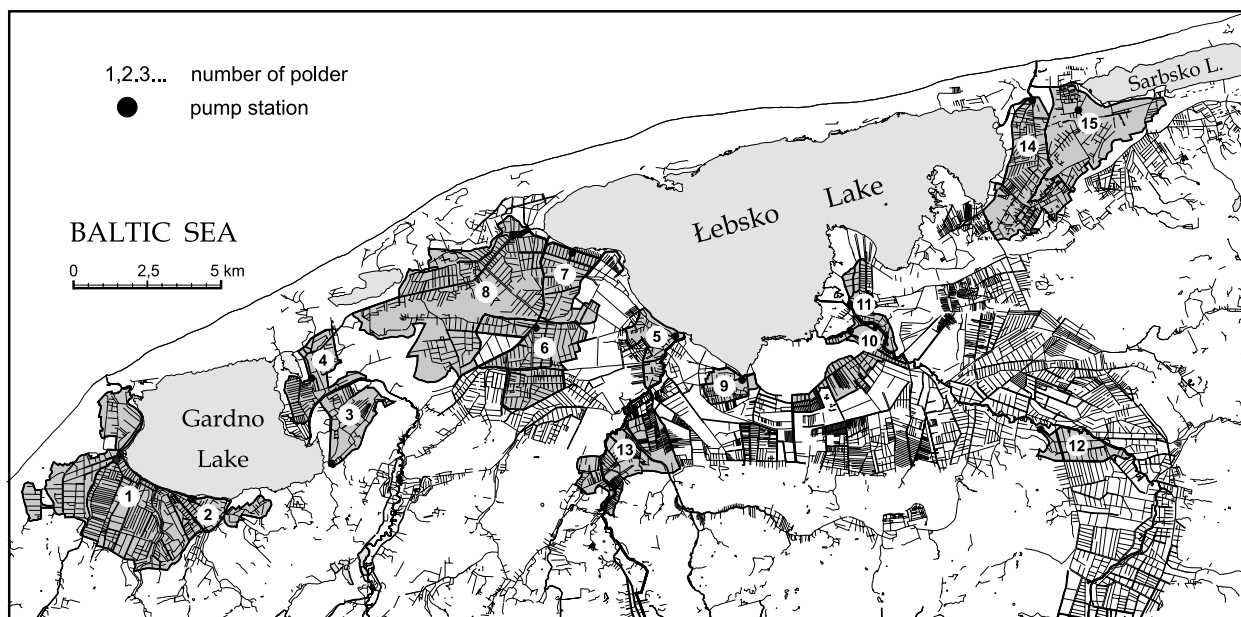 1,2,3... number of polder
pump station
BALTIC SEA
0 2,5 5 km
Sarbsko L.
Łebsko Lake
Gardno
Lake
15
14
7
8
11
5
10
6
4
9
3
12
13
1
2